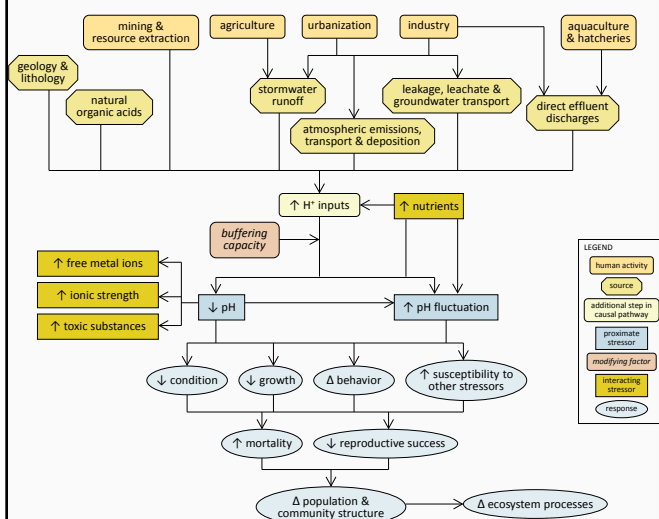 mining &
resource extraction
agriculture
urbanization
industry
aquaculture
& hatcheries
geology &
lithology
natural
organic acids
stormwater
runoff
atmospheric emissions,
transport & deposition
leakage, leachate &
groundwater transport
direct effluent
discharges
↑ H⁺ inputs
↑ nutrients
buffering
capacity
↑ free metal ions
↑ ionic strength
↑ toxic substances
↓ pH
↑ pH fluctuation
↓ condition
↓ growth
Δ behavior
↑ susceptibility to
other stressors
↑ mortality
↓ reproductive success
Δ population &
community structure
Δ ecosystem processes
LEGEND
human activity
source
additional step in
causal pathway
proximate
stressor
modifying factor
interacting
stressor
response